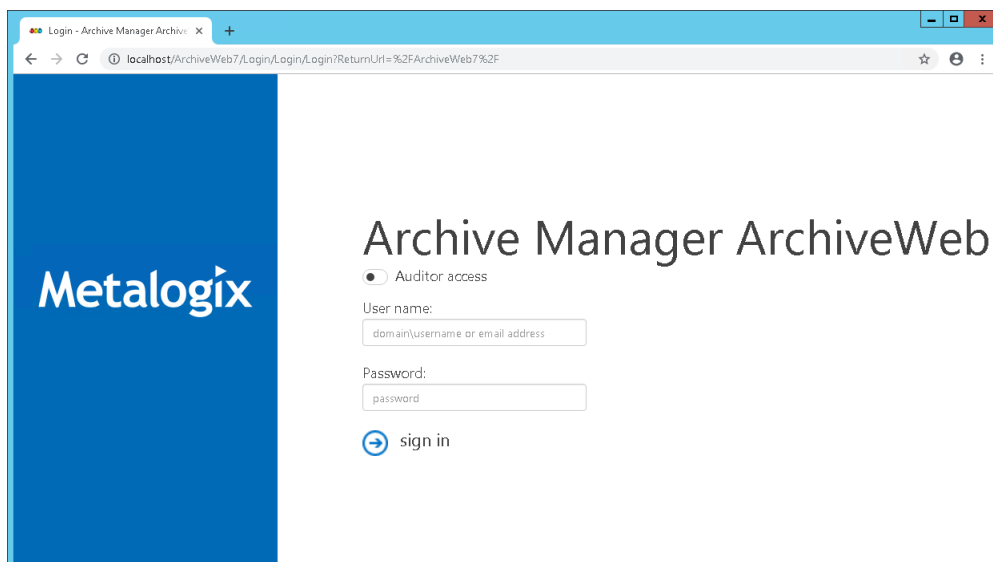 Login - Archive Manager Archive
localhost/ArchiveWeb7/Login/Login/Login?ReturnUrl=%2FArchiveWeb7%2F
Metalogix
Archive Manager ArchiveWeb
Auditor access
User name:
domain\username or email address
Password:
password
sign in